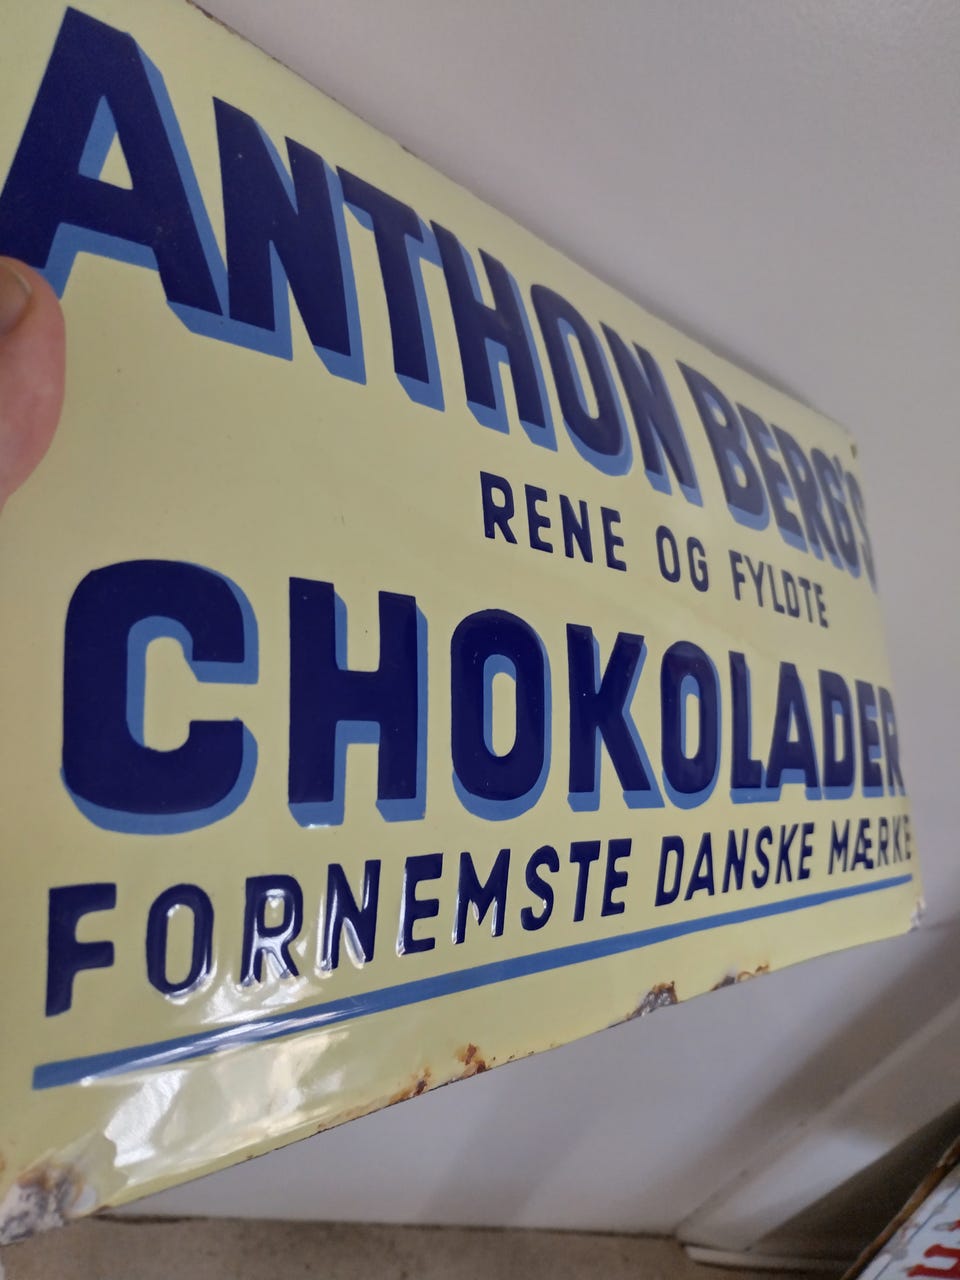 ANTHON BERG'S
RENE OG FYLDTE
CHOKOLADER
FORNEMSTE DANSKE MÆRKE